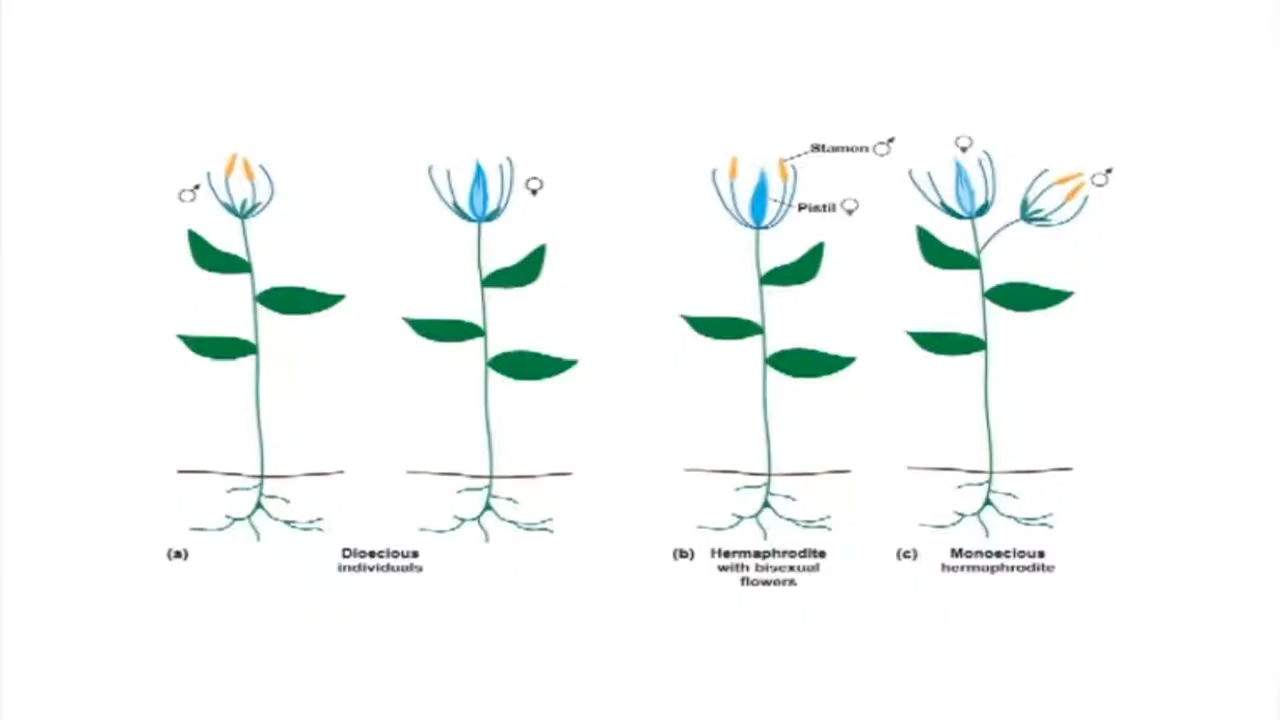 Stamen ♂
♀
♂
♀
♂
Pistil ♀
(a)
Dioecious
individuals
(b)
Hermaphrodite
with bisexual
flowers
(c)
Monoecious
hermaphrodite